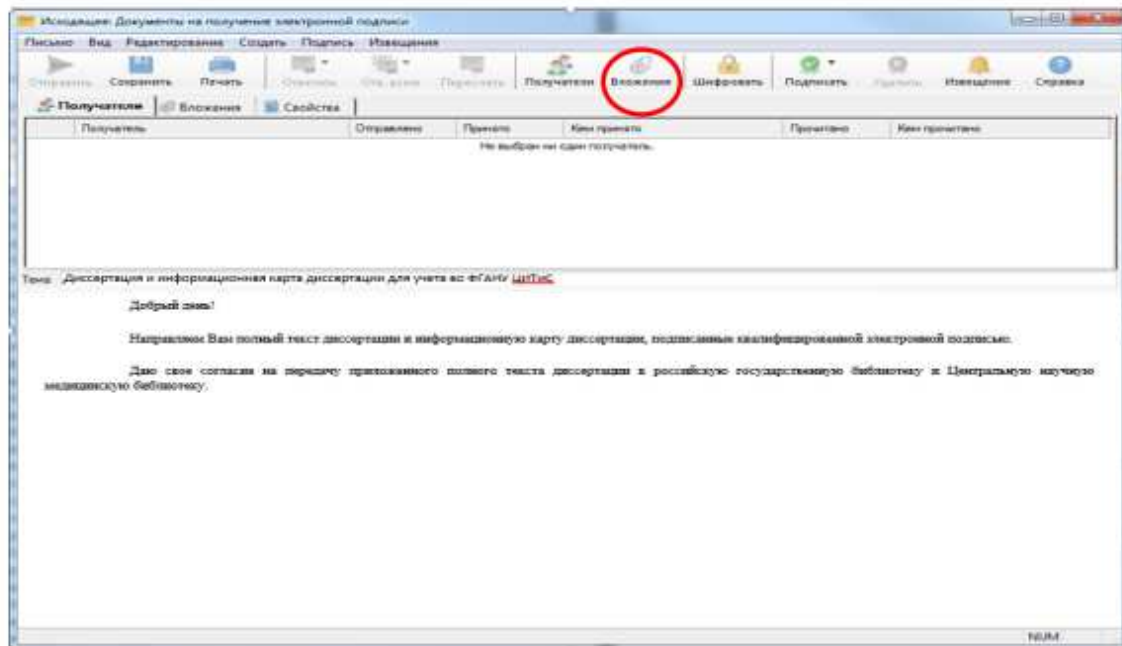 Исходящее: Документы на получение электронной подписи
Письмо Вид Редактирование Создать Подпись Извещения
Отправить Сохранить Печать Ответить Отв. всем Переслать Получатели Вложения Шифровать Подписать Удалить Извещение Справка
Получатели Вложения Свойства
Получатель Отправлено Принято Кем принято Прочитано Кем прочитано
Не выбран ни один получатель.
Тема: Диссертация и информационная карта диссертации для учета во ФГАНУ ЦИТиС
Добрый день!
Направляем Вам полный текст диссертации и информационную карту диссертации, подписанные квалифицированной электронной подписью.
Даю свое согласие на передачу приложенного полного текста диссертации в российскую государственную библиотеку и Центральную научную
медицинскую библиотеку.
NUM